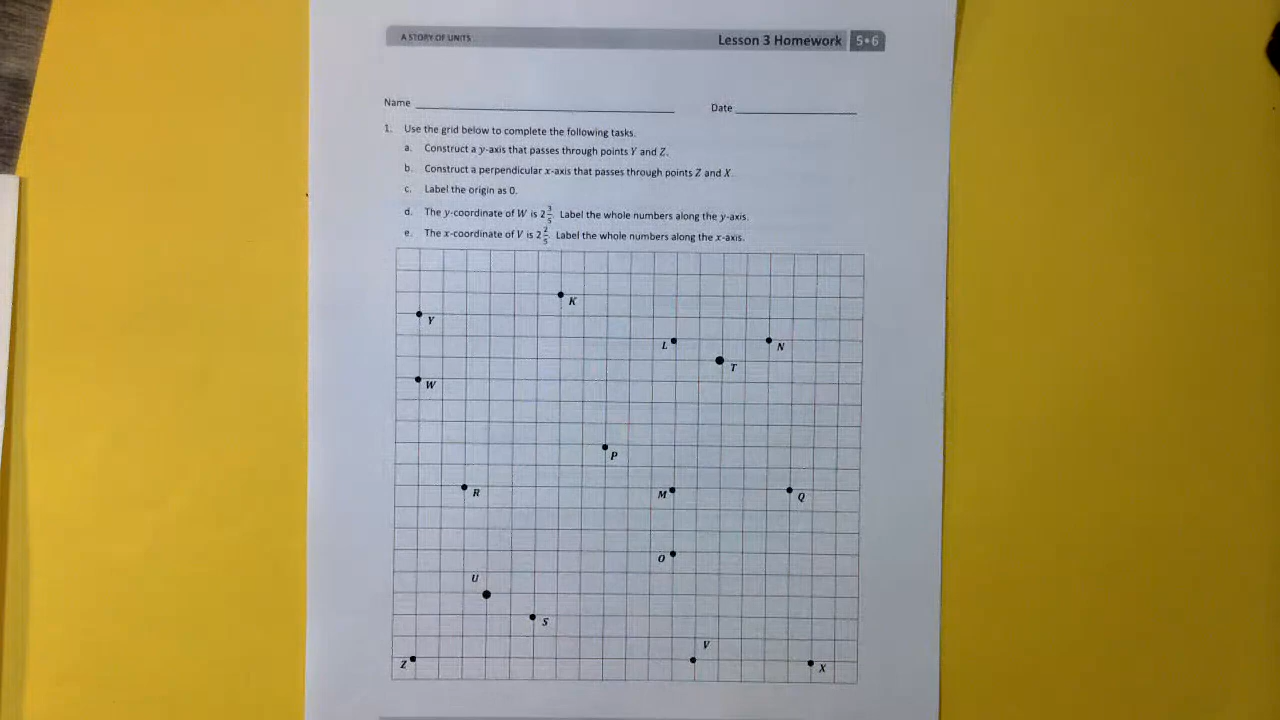 A STORY OF UNITS
Lesson 3 Homework 5•6
Name Date
1. Use the grid below to complete the following tasks.
a. Construct a y-axis that passes through points Y and Z.
b. Construct a perpendicular x-axis that passes through points Z and X.
c. Label the origin as 0.
d. The y-coordinate of W is 2 3/5. Label the whole numbers along the y-axis.
e. The x-coordinate of V is 2 2/5. Label the whole numbers along the x-axis.
K
Y
L
N
T
W
P
R
M
Q
O
U
S
V
Z
X